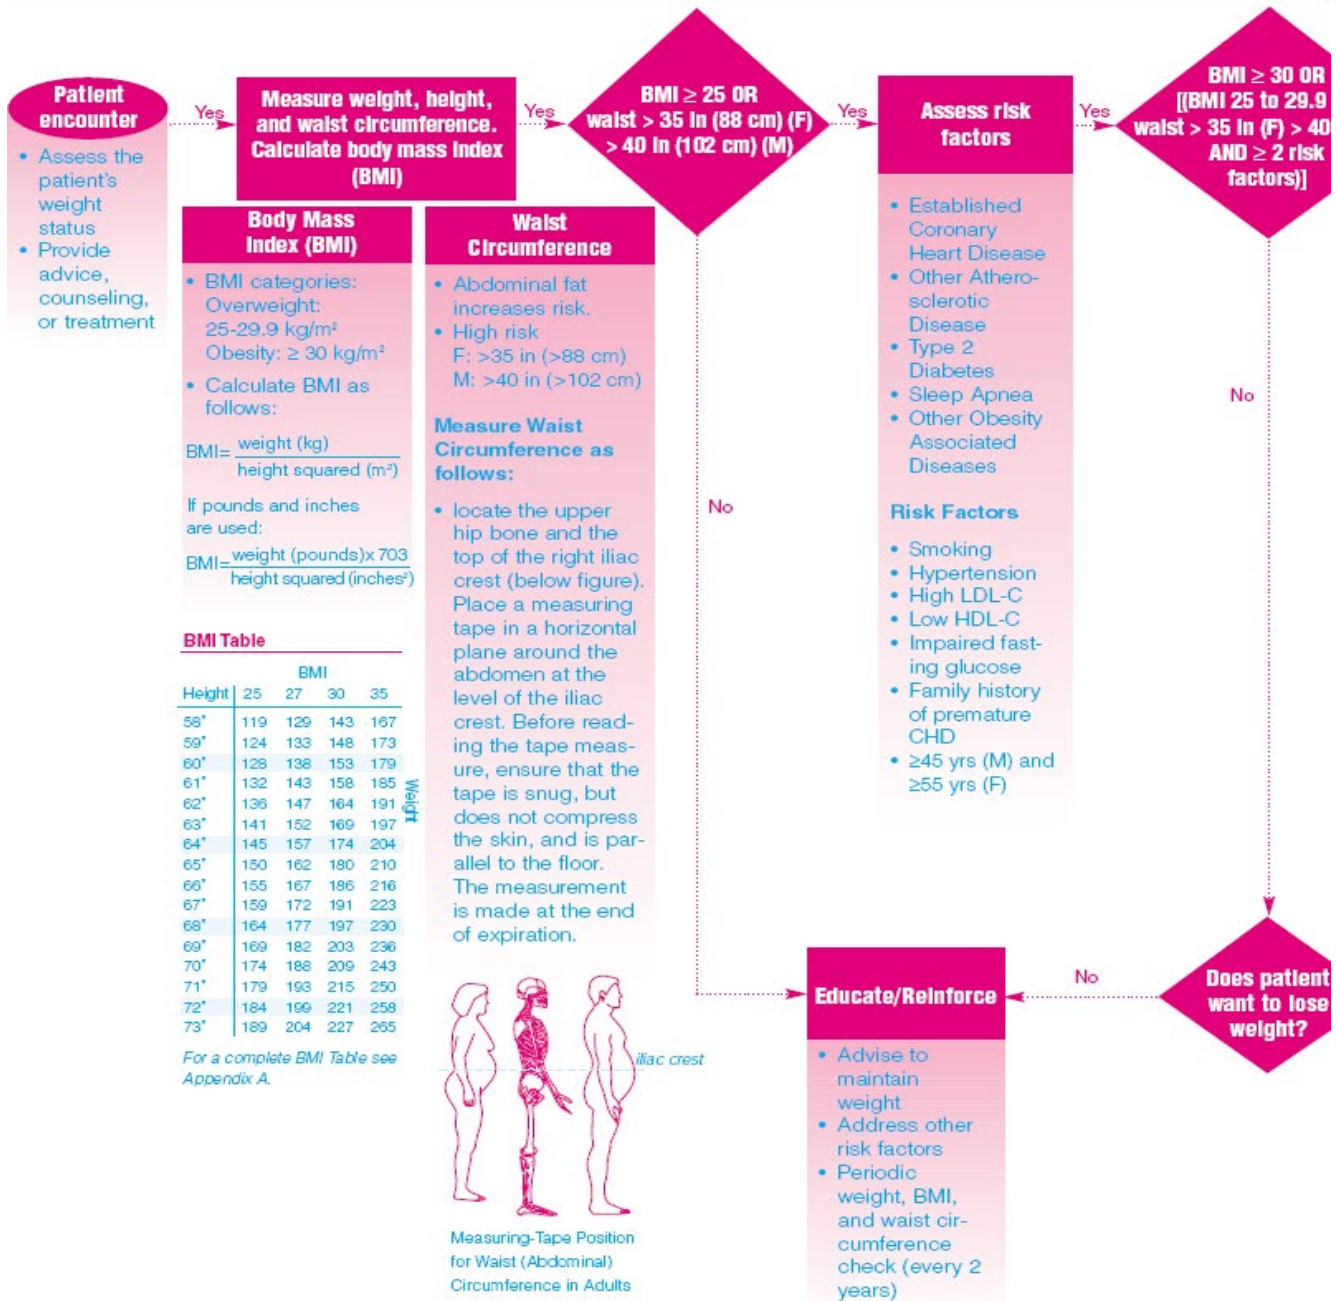 Patient
encounter
• Assess the
patient's
weight
status
• Provide
advice,
counseling,
or treatment
Yes
Measure weight, height,
and waist circumference.
Calculate body mass index
(BMI)
Yes
BMI ≥ 25 OR
waist > 35 in (88 cm) (F)
> 40 in (102 cm) (M)
Yes
Assess risk
factors
Yes
BMI ≥ 30 OR
[(BMI 25 to 29.9
waist > 35 in (F) > 40
AND ≥ 2 risk
factors)]
Body Mass
Index (BMI)
• BMI categories:
Overweight:
25-29.9 kg/m²
Obesity: ≥ 30 kg/m²
• Calculate BMI as
follows:
BMI= weight (kg)
height squared (m²)
If pounds and inches
are used:
BMI= weight (pounds)x 703
height squared (inches²)
BMI Table
BMI
Height 25 27 30 35
58" 119 129 143 167
59" 124 133 148 173
60" 128 138 153 179
61" 132 143 158 185
62" 136 147 164 191
63" 141 152 169 197
64" 145 157 174 204
65" 150 162 180 210
66" 155 167 186 216
67" 159 172 191 223
68" 164 177 197 230
69" 169 182 203 236
70" 174 188 209 243
71" 179 193 215 250
72" 184 199 221 258
73" 189 204 227 265
Weight
For a complete BMI Table see
Appendix A.
Waist
Circumference
• Abdominal fat
increases risk.
• High risk
F: >35 in (>88 cm)
M: >40 in (>102 cm)
Measure Waist
Circumference as
follows:
• locate the upper
hip bone and the
top of the right iliac
crest (below figure).
Place a measuring
tape in a horizontal
plane around the
abdomen at the
level of the iliac
crest. Before read-
ing the tape meas-
ure, ensure that the
tape is snug, but
does not compress
the skin, and is par-
allel to the floor.
The measurement
is made at the end
of expiration.
iliac crest
Measuring-Tape Position
for Waist (Abdominal)
Circumference in Adults
No
• Established
Coronary
Heart Disease
• Other Athero-
sclerotic
Disease
• Type 2
Diabetes
• Sleep Apnea
• Other Obesity
Associated
Diseases
Risk Factors
• Smoking
• Hypertension
• High LDL-C
• Low HDL-C
• Impaired fast-
ing glucose
• Family history
of premature
CHD
• ≥45 yrs (M) and
≥55 yrs (F)
No
Does patient
want to lose
weight?
No
Educate/Reinforce
• Advise to
maintain
weight
• Address other
risk factors
• Periodic
weight, BMI,
and waist cir-
cumference
check (every 2
years)